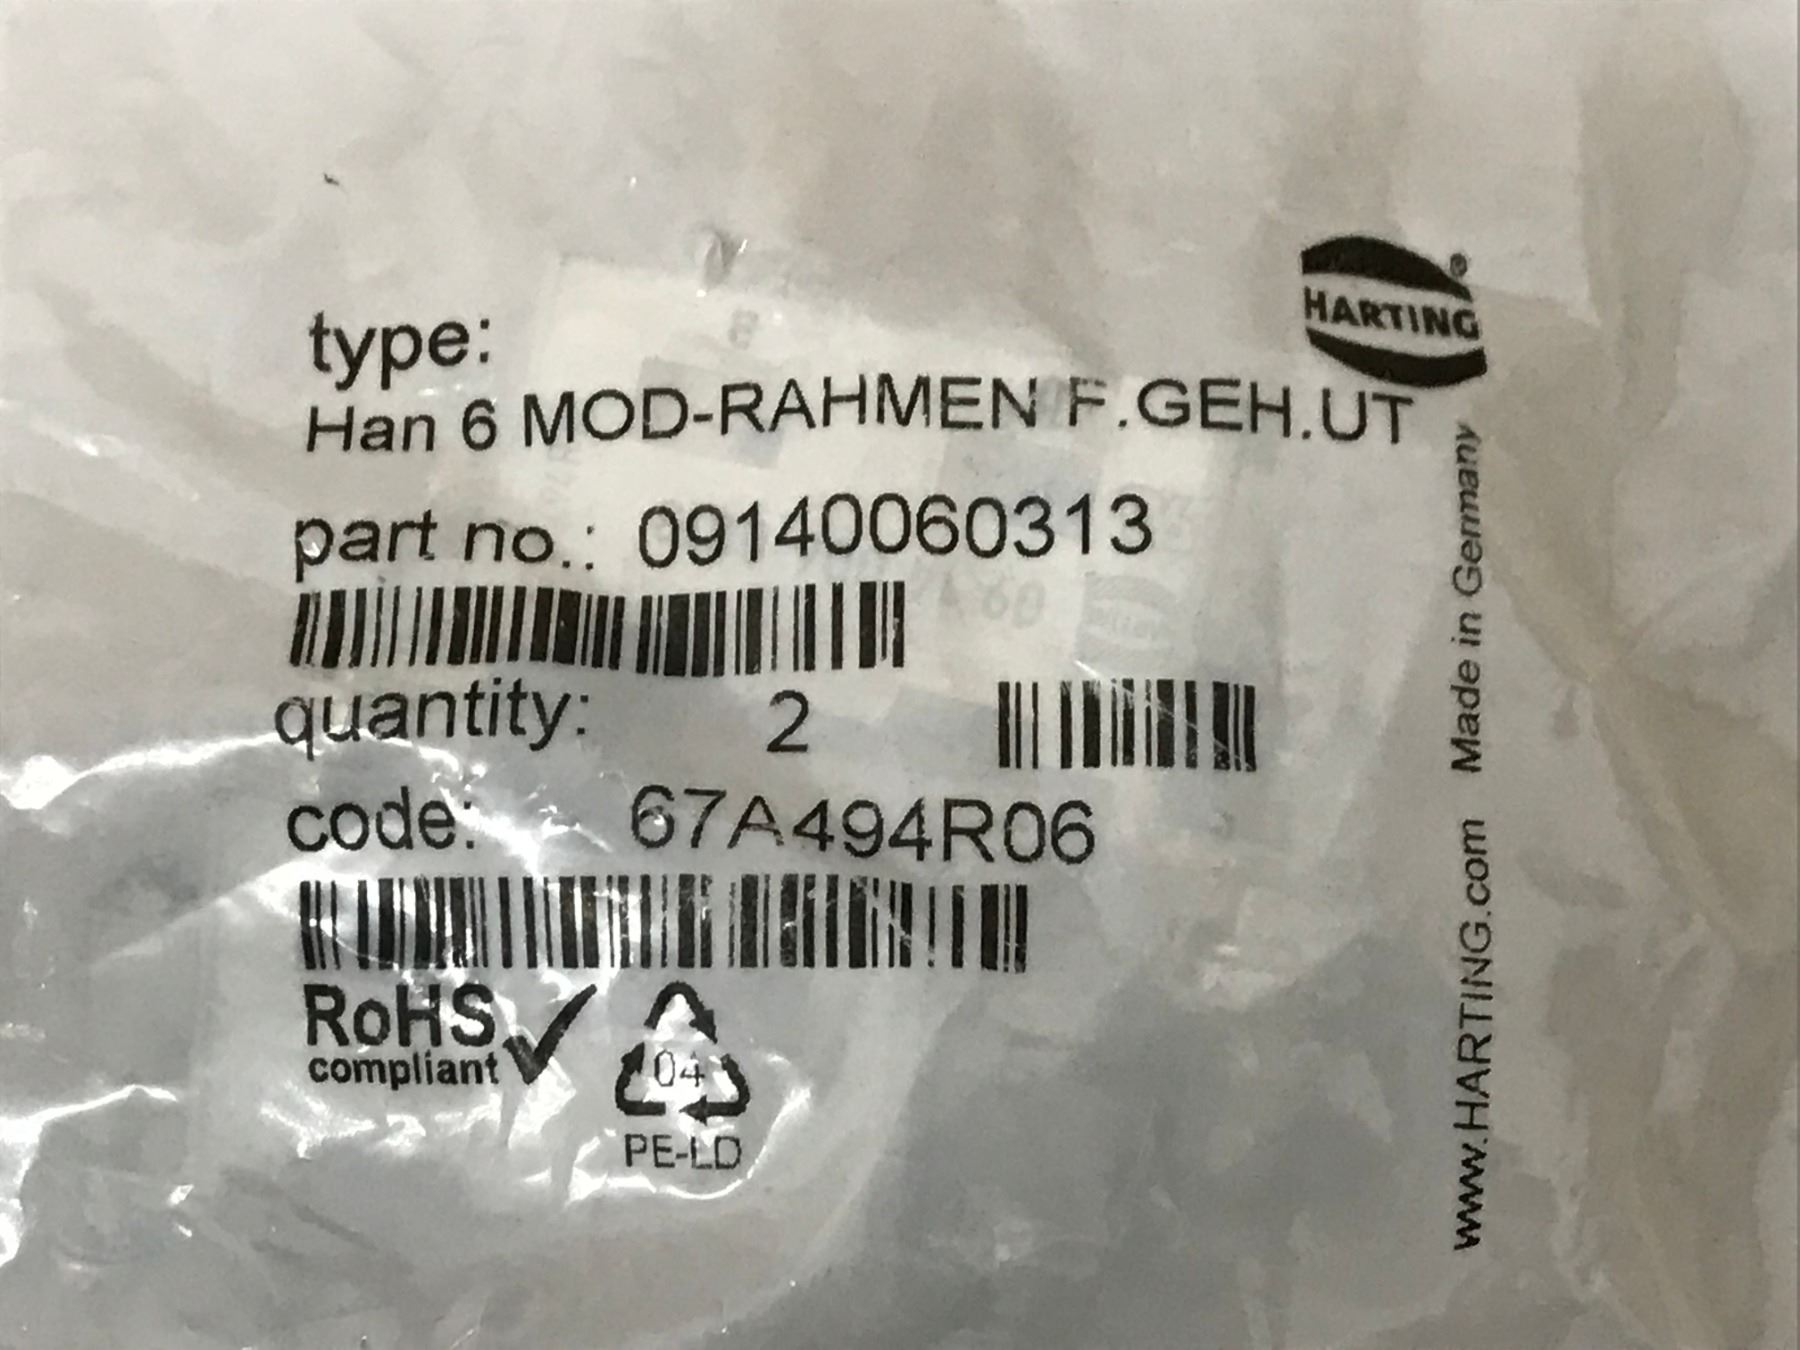 HARTING®
type:
Han 6 MOD-RAHMEN F.GEH.UT
part no.: 09140060313
quantity: 2
code: 67A494R06
RoHS
compliant
04
PE-LD
www.HARTING.com Made in Germany